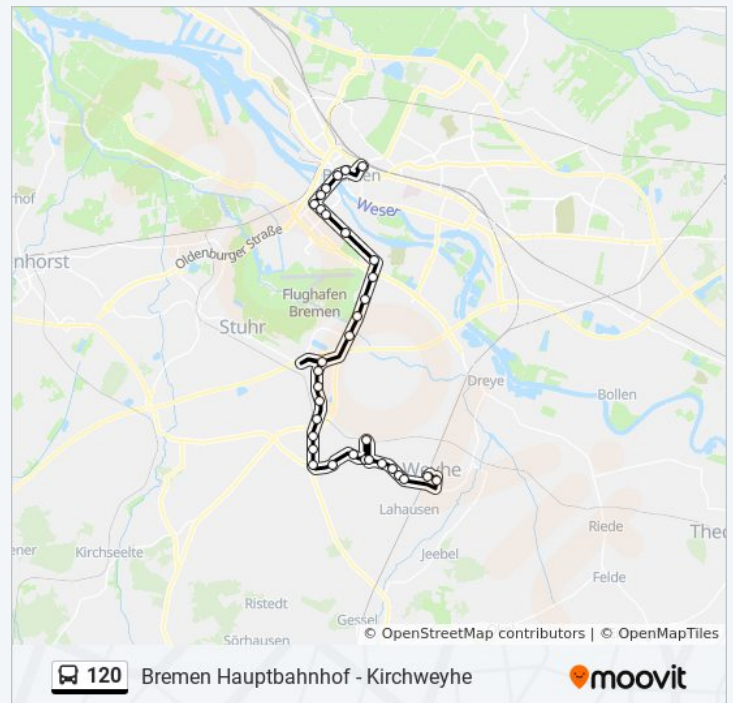 rhof
Bremen
Weser
Oldenburger Straße
nhorst
Flughafen
Bremen
Stuhr
Dreye
Bollen
Weyhe
Lahausen
Riede
Thed
ener
Kirchseelte
Jeebel
Felde
Ristedt
Gessel
Sörhausen
© OpenStreetMap contributors | © OpenMapTiles
120 Bremen Hauptbahnhof - Kirchweyhe
moovit